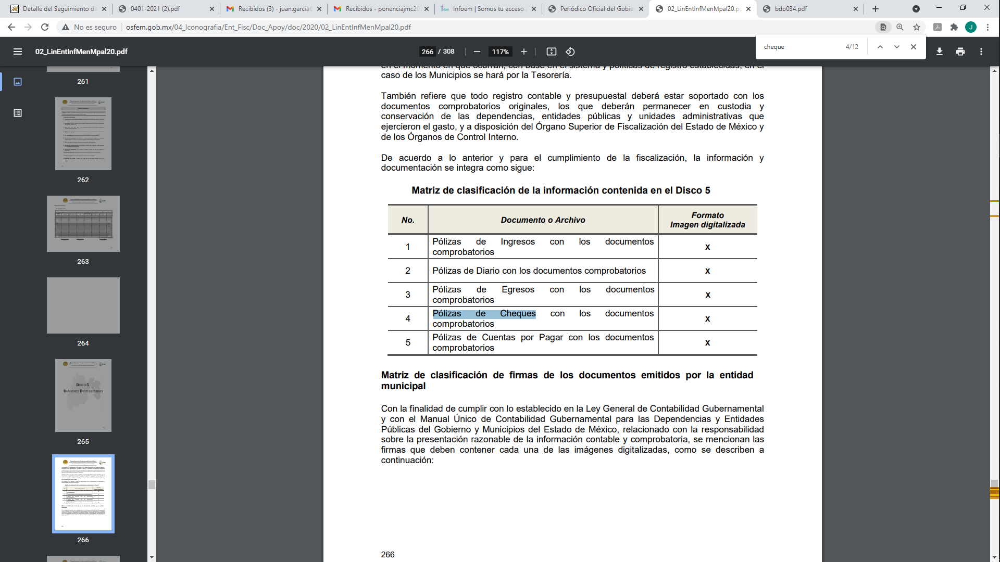 Detalle del Seguimiento de
0401-2021 (2).pdf
Recibidos (3) - juan.garcia
Recibidos - ponenciajmc20
Infoem | Somos tu acceso
Periódico Oficial del Gobie
02_LinEntInfMenMpal20.pd
bdo034.pdf
No es seguro
osfem.gob.mx/04_Iconografia/Ent_Fisc/Doc_Apoy/doc/2020/02_LinEntInfMenMpal20.pdf
J
02_LinEntInfMenMpal20.pdf
266 / 308
117%
cheque
4/12
261
262
263
264
DISCO 5
IMÁGENES DIGITALIZADAS
265
266
en el momento en que ocurran, con base en el sistema y políticas de registro establecidas, en el
caso de los Municipios se hará por la Tesorería.
También refiere que todo registro contable y presupuestal deberá estar soportado con los
documentos comprobatorios originales, los que deberán permanecer en custodia y
conservación de las dependencias, entidades públicas y unidades administrativas que
ejercieron el gasto, y a disposición del Órgano Superior de Fiscalización del Estado de México y
de los Órganos de Control Interno.
De acuerdo a lo anterior y para el cumplimiento de la fiscalización, la información y
documentación se integra como sigue:
Matriz de clasificación de la información contenida en el Disco 5
No.
Documento o Archivo
Formato
Imagen digitalizada
1
Pólizas de Ingresos con los documentos
comprobatorios
X
2
Pólizas de Diario con los documentos comprobatorios
X
3
Pólizas de Egresos con los documentos
comprobatorios
X
4
Pólizas de Cheques con los documentos
comprobatorios
X
5
Pólizas de Cuentas por Pagar con los documentos
comprobatorios
X
Matriz de clasificación de firmas de los documentos emitidos por la entidad
municipal
Con la finalidad de cumplir con lo establecido en la Ley General de Contabilidad Gubernamental
y con el Manual Único de Contabilidad Gubernamental para las Dependencias y Entidades
Públicas del Gobierno y Municipios del Estado de México, relacionado con la responsabilidad
sobre la presentación razonable de la información contable y comprobatoria, se mencionan las
firmas que deben contener cada una de las imágenes digitalizadas, como se describen a
continuación:
266